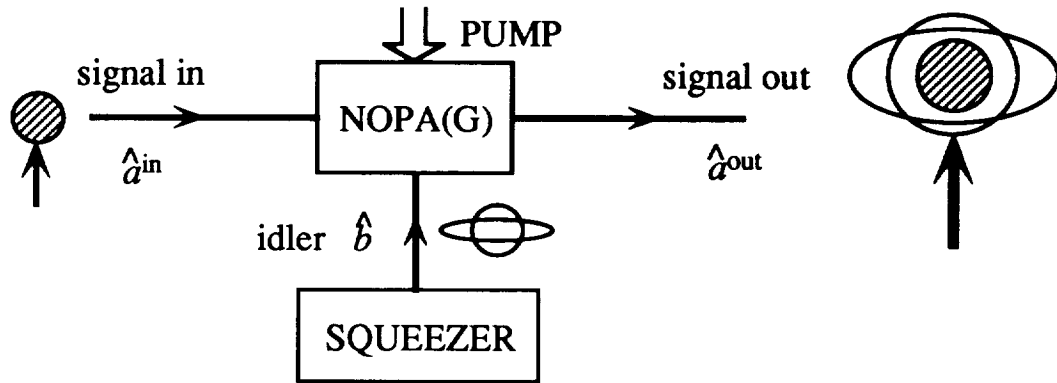 PUMP
signal in
signal out
NOPA(G)
âⁱⁿ
âᵒᵘᵗ
idler b̂
SQUEEZER